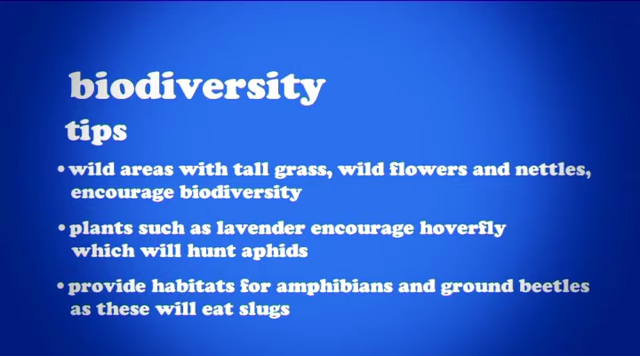 biodiversity
tips
• wild areas with tall grass, wild flowers and nettles,
encourage biodiversity
• plants such as lavender encourage hoverfly
which will hunt aphids
• provide habitats for amphibians and ground beetles
as these will eat slugs